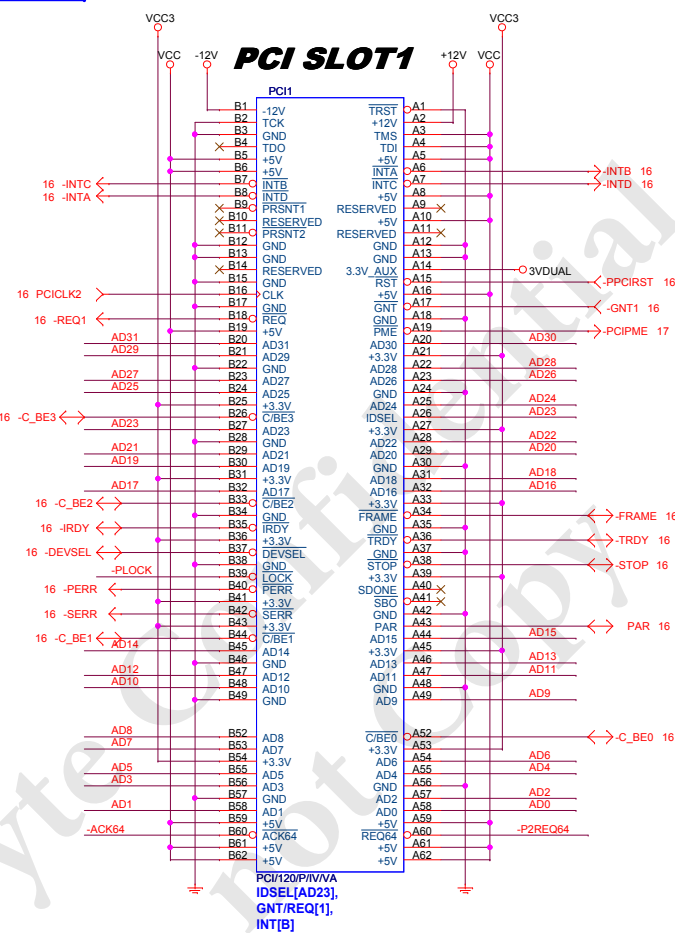 VCC3 VCC3
VCC -12V PCI SLOT1 +12V VCC
PCI1
B1 -12V TRST A1
B2 TCK +12V A2
B3 GND TMS A3
B4 TDO TDI A4
B5 +5V +5V A5
B6 +5V INTA A6 -INTB 16
16 -INTC B7 INTB INTC A7 -INTD 16
16 -INTA B8 INTD +5V A8
B9 PRSNT1 RESERVED A9
B10 RESERVED +5V A10
B11 PRSNT2 RESERVED A11
B12 GND GND A12
B13 GND GND A13
B14 RESERVED 3.3V_AUX A14 3VDUAL
B15 GND RST A15 -PPCIRST 16
16 PCICLK2 B16 CLK +5V A16
B17 GND GNT A17 -GNT1 16
16 -REQ1 B18 REQ GND A18
B19 +5V PME A19 -PCIPME 17
AD31 B20 AD31 AD30 A20 AD30
AD29 B21 AD29 +3.3V A21
B22 GND AD28 A22 AD28
AD27 B23 AD27 AD26 A23 AD26
AD25 B24 AD25 GND A24
B25 +3.3V AD24 A25 AD24
16 -C_BE3 B26 C/BE3 IDSEL A26 AD23
AD23 B27 AD23 +3.3V A27
B28 GND AD22 A28 AD22
AD21 B29 AD21 AD20 A29 AD20
AD19 B30 AD19 GND A30
B31 +3.3V AD18 A31 AD18
AD17 B32 AD17 AD16 A32 AD16
16 -C_BE2 B33 C/BE2 +3.3V A33
B34 GND FRAME A34 -FRAME 16
16 -IRDY B35 IRDY GND A35
B36 +3.3V TRDY A36 -TRDY 16
16 -DEVSEL B37 DEVSEL GND A37
B38 GND STOP A38 -STOP 16
-PLOCK B39 LOCK +3.3V A39
16 -PERR B40 PERR SDONE A40
B41 +3.3V SBO A41
16 -SERR B42 SERR GND A42
B43 +3.3V PAR A43 PAR 16
16 -C_BE1 B44 C/BE1 AD15 A44 AD15
AD14 B45 AD14 +3.3V A45
B46 GND AD13 A46 AD13
AD12 B47 AD12 AD11 A47 AD11
AD10 B48 AD10 GND A48
B49 GND AD9 A49 AD9
AD8 B52 AD8 C/BE0 A52 -C_BE0 16
AD7 B53 AD7 +3.3V A53
B54 +3.3V AD6 A54 AD6
AD5 B55 AD5 AD4 A55 AD4
AD3 B56 AD3 GND A56
B57 GND AD2 A57 AD2
AD1 B58 AD1 AD0 A58 AD0
B59 +5V +5V A59
-ACK64 B60 ACK64 REQ64 A60 -P2REQ64
B61 +5V +5V A61
B62 +5V +5V A62
PCI/120/P/IV/VA
IDSEL[AD23],
GNT/REQ[1],
INT[B]
yte Confidential
not Copy